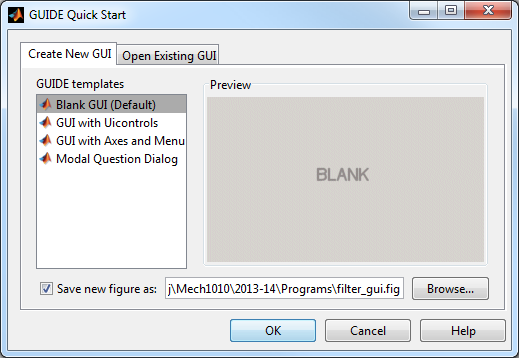 GUIDE Quick Start
Create New GUI
Open Existing GUI
GUIDE templates
Blank GUI (Default)
GUI with Uicontrols
GUI with Axes and Menu
Modal Question Dialog
Preview
BLANK
Save new figure as:
j\Mech1010\2013-14\Programs\filter_gui.fig
Browse...
OK
Cancel
Help